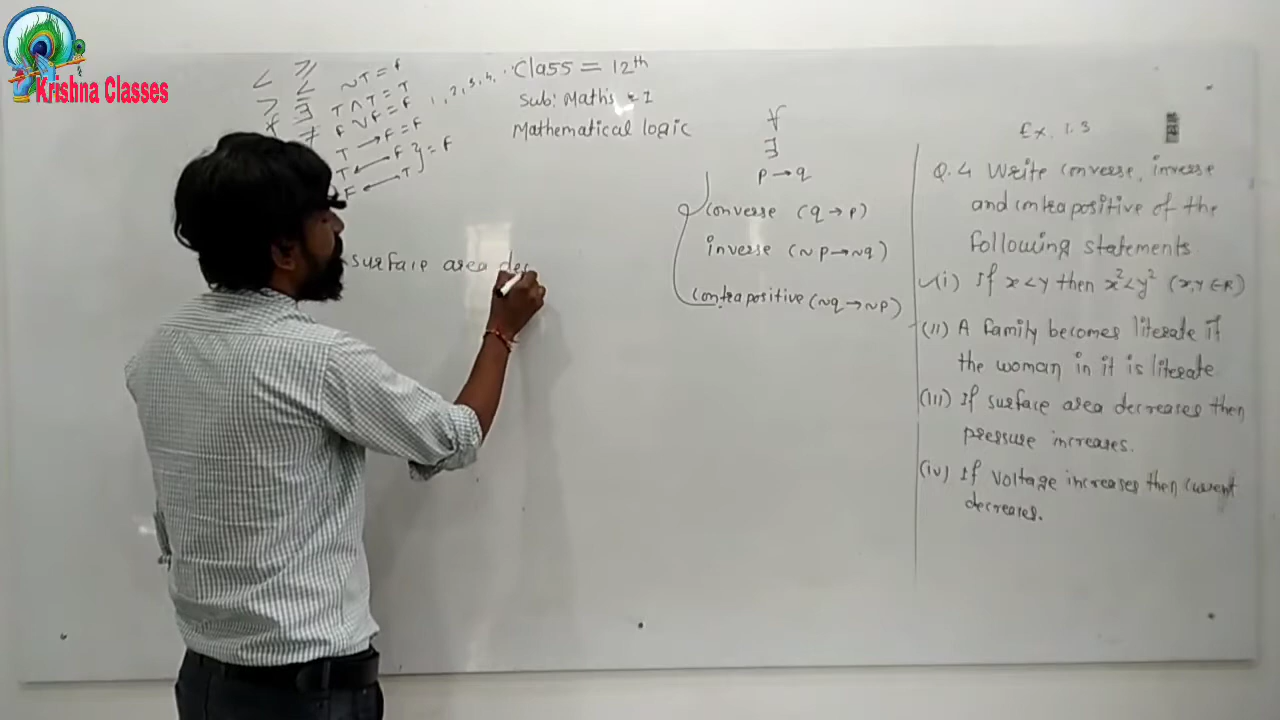 Krishna Classes
< ≥
> ≤
∀ ∃
~T = F
T ∧ T = T
F ∨ F = F
T → F = F
T ← F
F ← T } = F
1, 2, 3, 4, ..
Class = 12th
Sub: Maths - I
Mathematical logic
surface area dec
∀
∃
p → q
converse (q → p)
inverse (~p → ~q)
contrapositive (~q → ~p)
Ex. 1.3
Q.4 Write converse, inverse
and contrapositive of the
following statements.
(i) If x < y then x² < y² (x, y ∈ R)
(ii) A family becomes literate if
the woman in it is literate
(iii) If surface area decreases then
pressure increases.
(iv) If voltage increases then current
decreases.